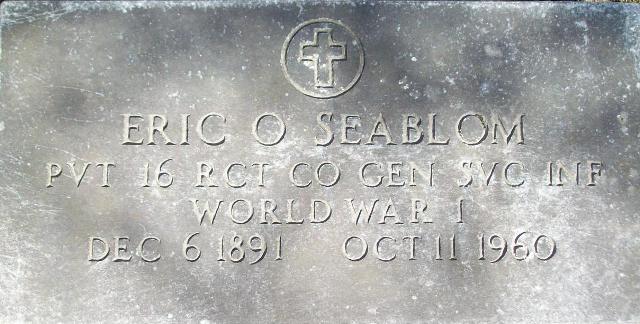 ERIC O SEABLOM
PVT 16 RCT CO GEN SVC INF
WORLD WAR I
DEC 6 1891 OCT 11 1960